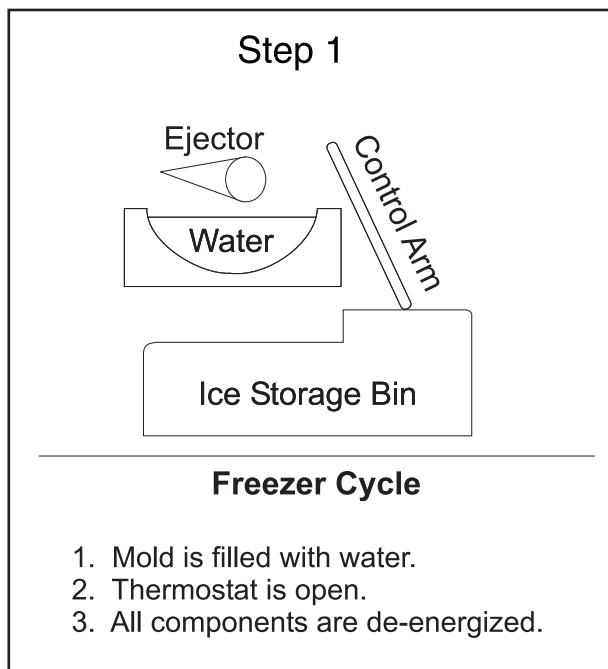 Step 1
Ejector
Control Arm
Water
Ice Storage Bin
Freezer Cycle
1. Mold is filled with water.
2. Thermostat is open.
3. All components are de-energized.